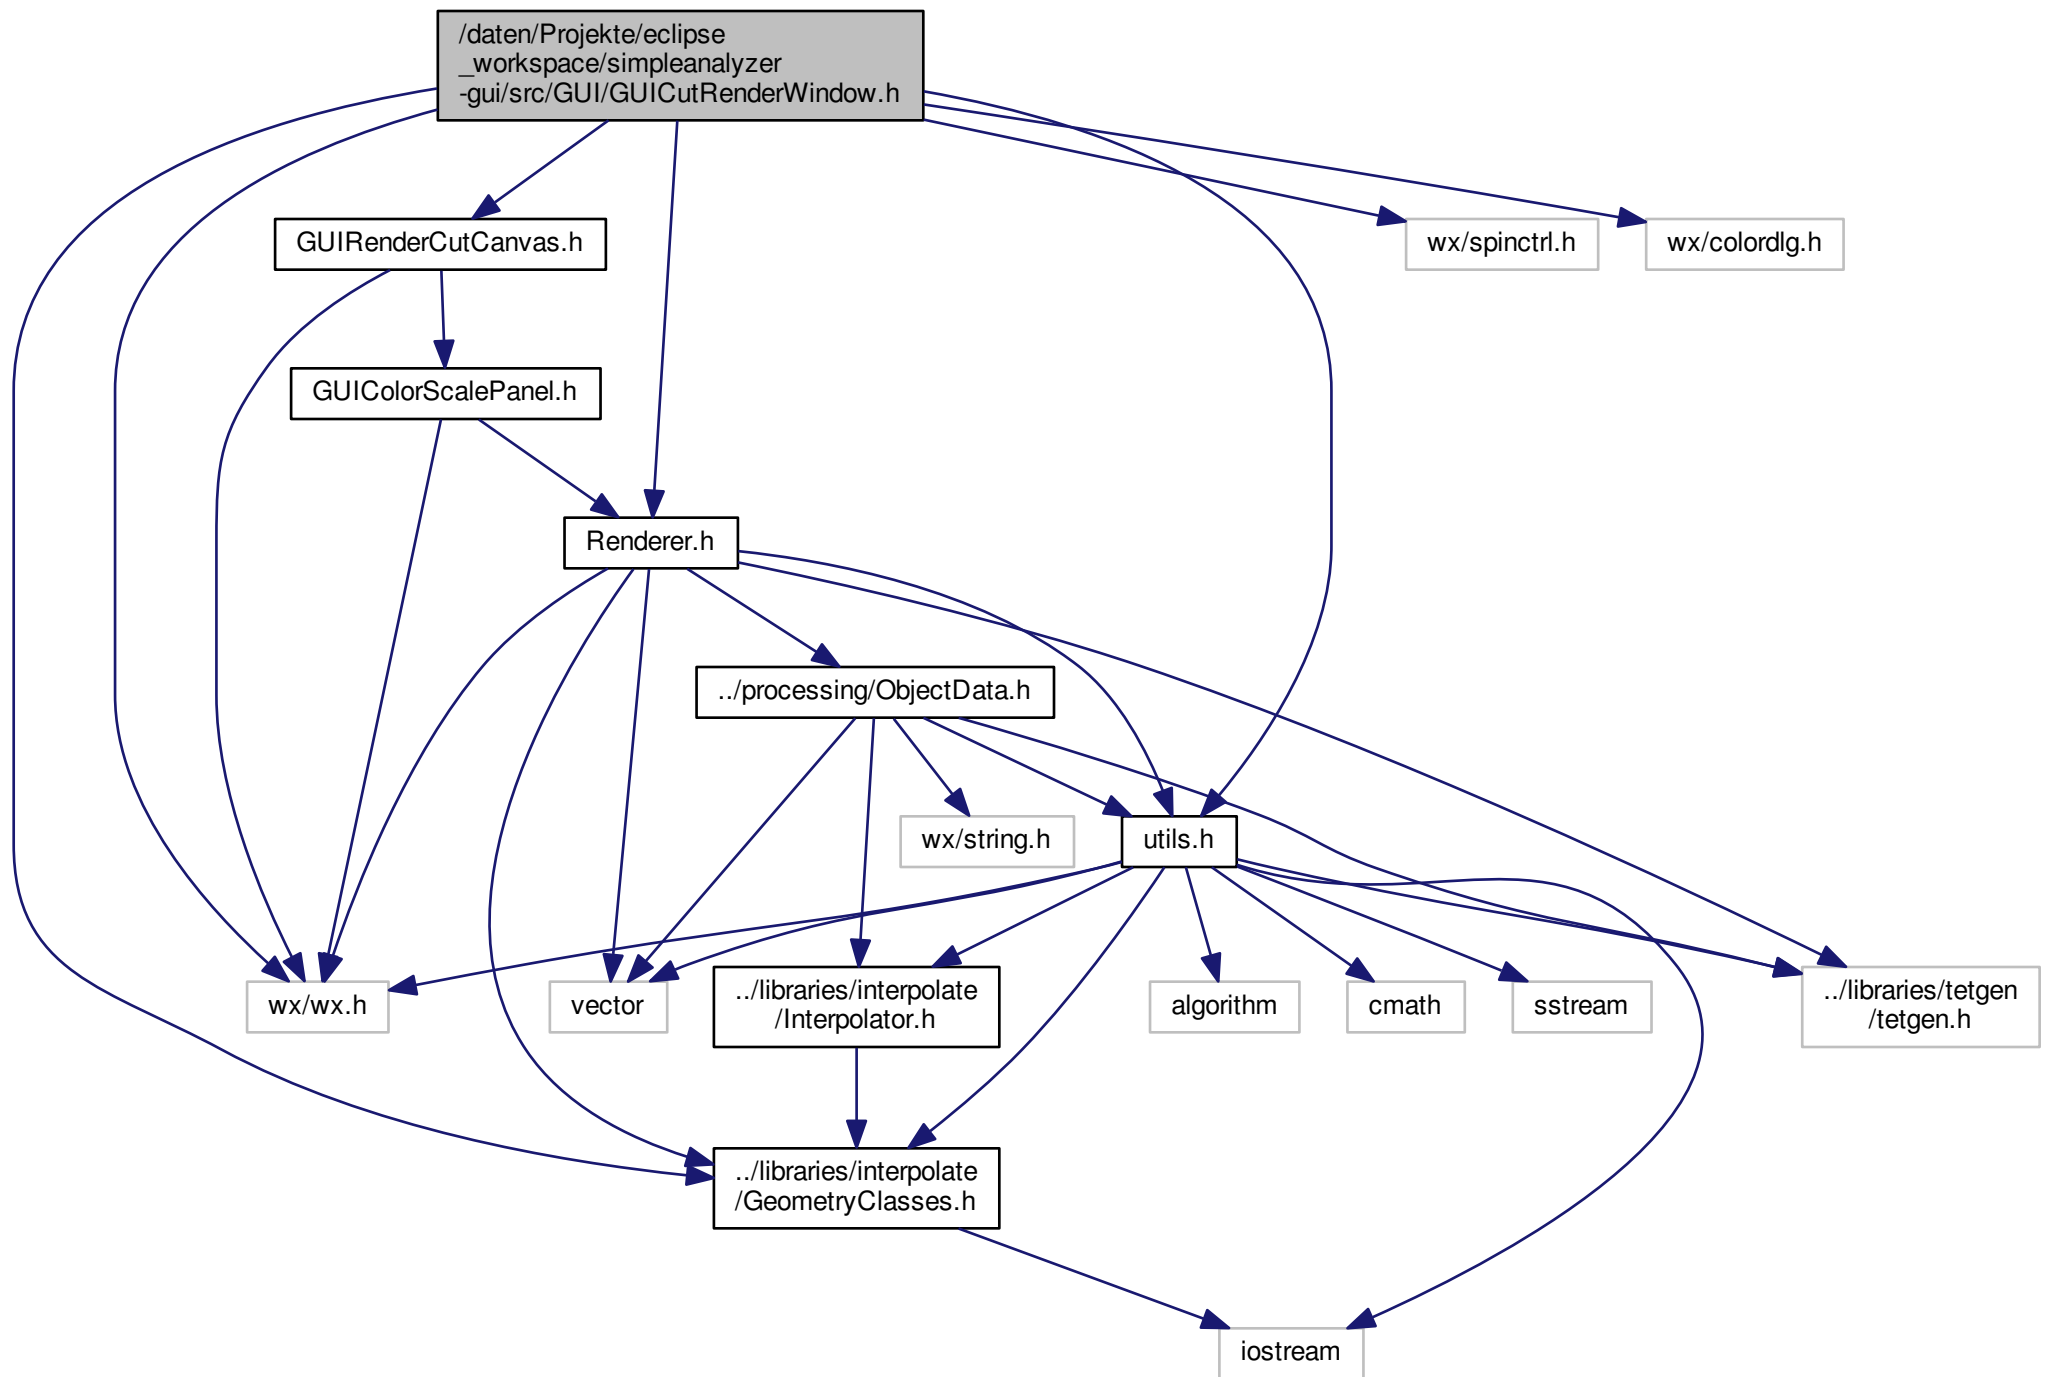 /daten/Projekte/eclipse
_workspace/simpleanalyzer
-gui/src/GUI/GUICutRenderWindow.h
GUIRenderCutCanvas.h
wx/spinctrl.h
wx/colordlg.h
GUIColorScalePanel.h
Renderer.h
../processing/ObjectData.h
wx/string.h
utils.h
wx/wx.h
vector
../libraries/interpolate
/Interpolator.h
algorithm
cmath
sstream
../libraries/tetgen
/tetgen.h
../libraries/interpolate
/GeometryClasses.h
iostream